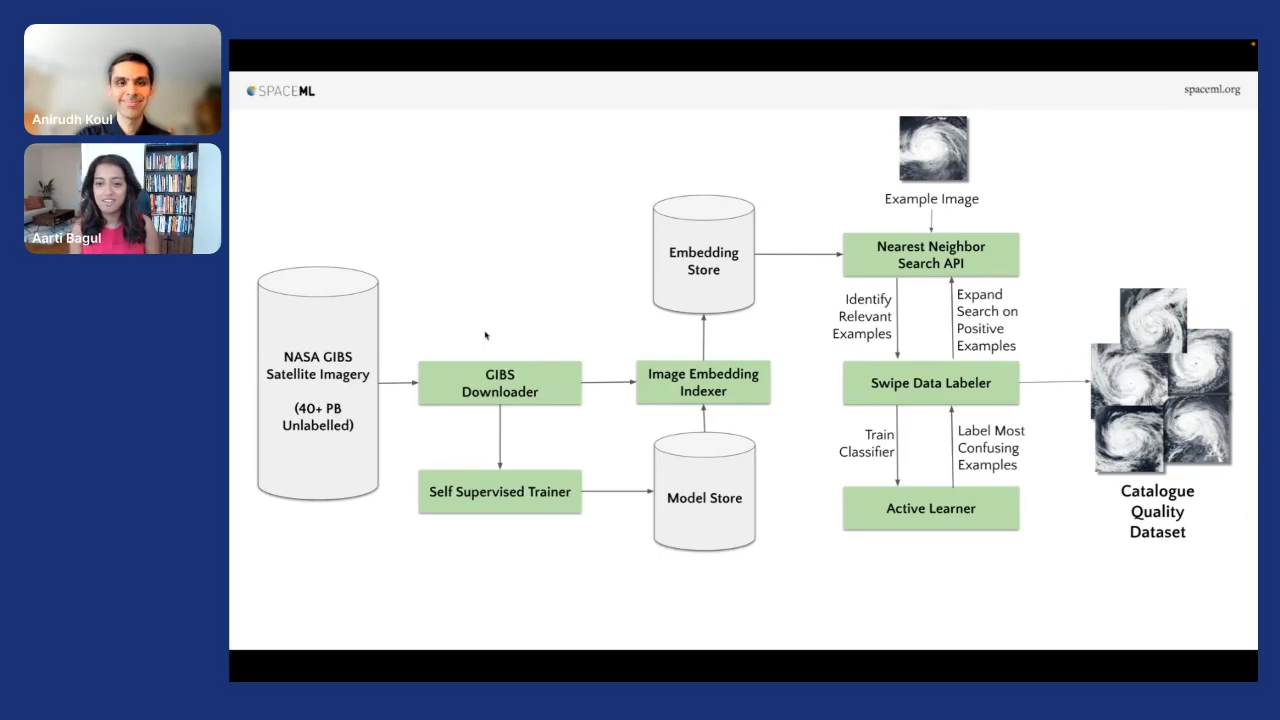 Anirudh Koul
Aarti Bagul
SPACEML
spaceml.org
NASA GIBS
Satellite Imagery
(40+ PB
Unlabelled)
GIBS
Downloader
Self Supervised Trainer
Image Embedding
Indexer
Embedding
Store
Model Store
Example Image
Nearest Neighbor
Search API
Identify
Relevant
Examples
Expand
Search on
Positive
Examples
Swipe Data Labeler
Train
Classifier
Label Most
Confusing
Examples
Active Learner
Catalogue
Quality
Dataset